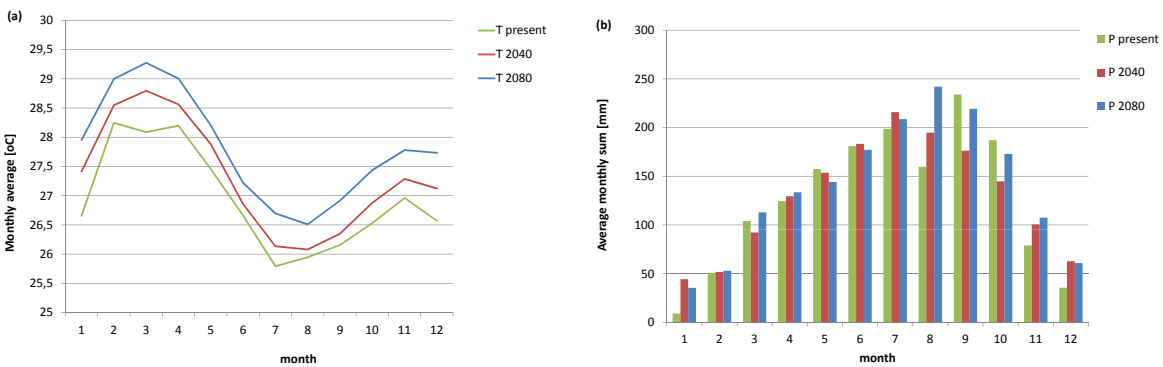 (a)
Monthly average [oC]
30
29,5
29
28,5
28
27,5
27
26,5
26
25,5
25
1 2 3 4 5 6 7 8 9 10 11 12
month
T present
T 2040
T 2080
(b)
Average monthly sum [mm]
300
250
200
150
100
50
0
1 2 3 4 5 6 7 8 9 10 11 12
month
P present
P 2040
P 2080